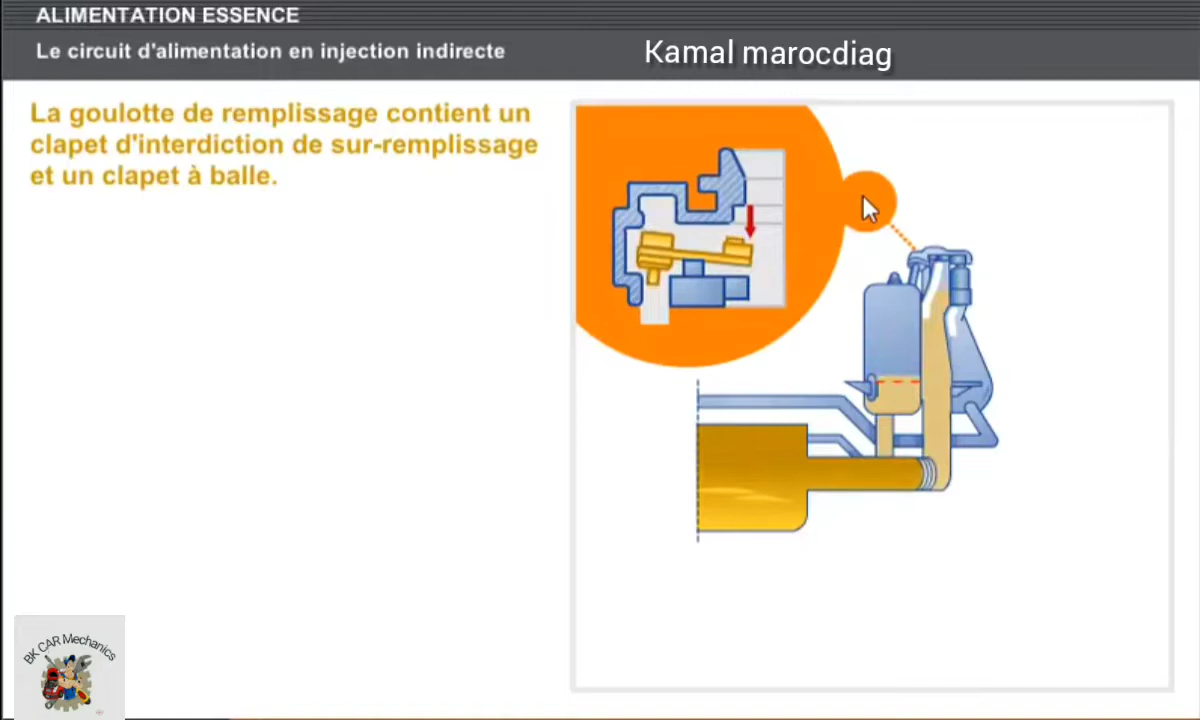 ALIMENTATION ESSENCE
Le circuit d'alimentation en injection indirecte
Kamal marocdiag
La goulotte de remplissage contient un
clapet d'interdiction de sur-remplissage
et un clapet à balle.
BK CAR Mechanics